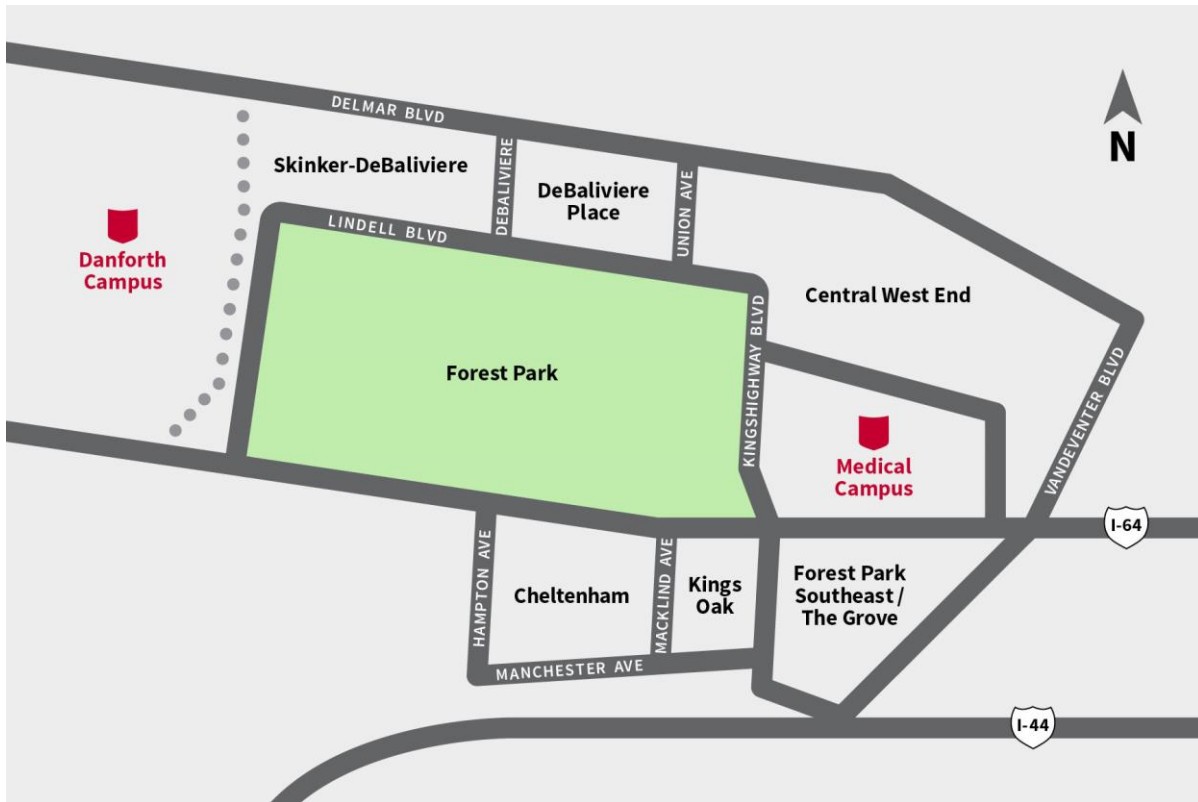 DELMAR BLVD
N
Skinker-DeBaliviere
DEBALIVIERE
DeBaliviere
Place
UNION AVE
LINDELL BLVD
Danforth
Campus
Central West End
KINGSHIGHWAY BLVD
Forest Park
VANDEVENTER BLVD
Medical
Campus
I-64
HAMPTON AVE
Cheltenham
MACKLIND AVE
Kings
Oak
Forest Park
Southeast /
The Grove
MANCHESTER AVE
I-44